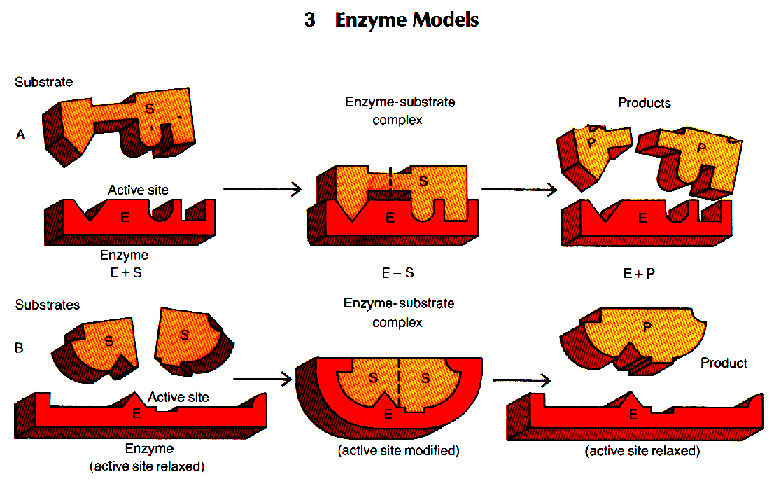 3 Enzyme Models
Substrate
A
S
Active site
E
Enzyme
E + S
Enzyme-substrate
complex
S
E
E – S
Products
P
P
E
E + P
Substrates
B
S
S
Active site
E
Enzyme
(active site relaxed)
Enzyme-substrate
complex
S
S
E
(active site modified)
P
Product
E
(active site relaxed)